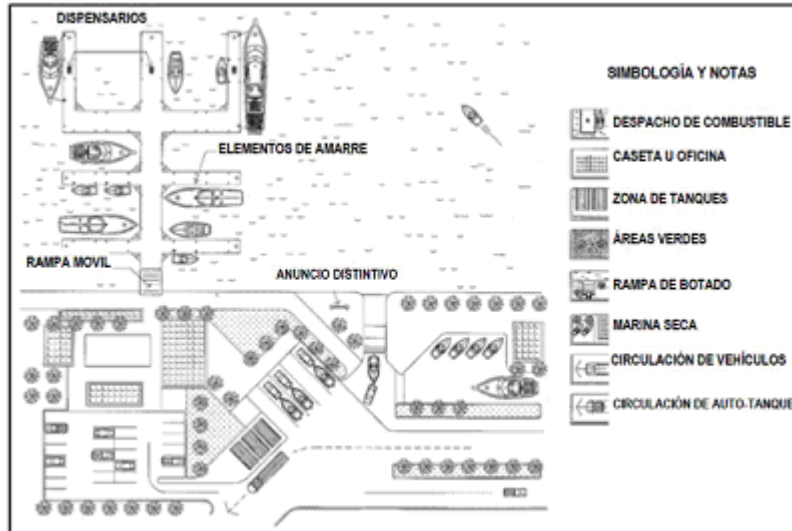 DISPENSARIOS
ELEMENTOS DE AMARRE
RAMPA MOVIL
ANUNCIO DISTINTIVO
SIMBOLOGÍA Y NOTAS
DESPACHO DE COMBUSTIBLE
CASETA U OFICINA
ZONA DE TANQUES
ÁREAS VERDES
RAMPA DE BOTADO
MARINA SECA
CIRCULACIÓN DE VEHÍCULOS
CIRCULACIÓN DE AUTO-TANQUE